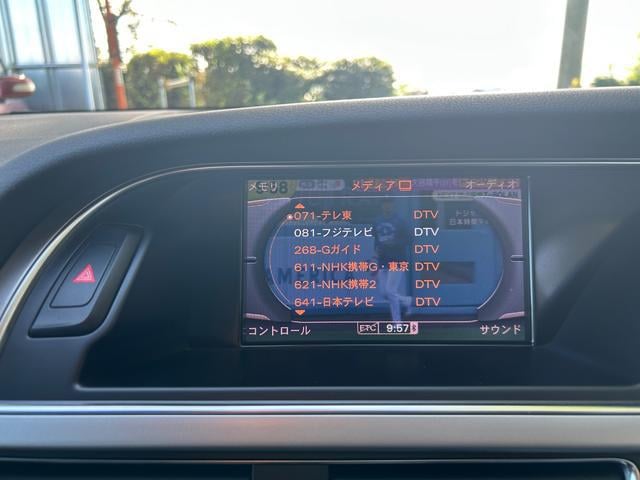 メモリ メディア オーディオ
071-テレ東 DTV
081-フジテレビ DTV
268-Gガイド DTV
611-NHK携帯G・東京 DTV
621-NHK携帯2 DTV
641-日本テレビ DTV
コントロール ETC 9:57 サウンド